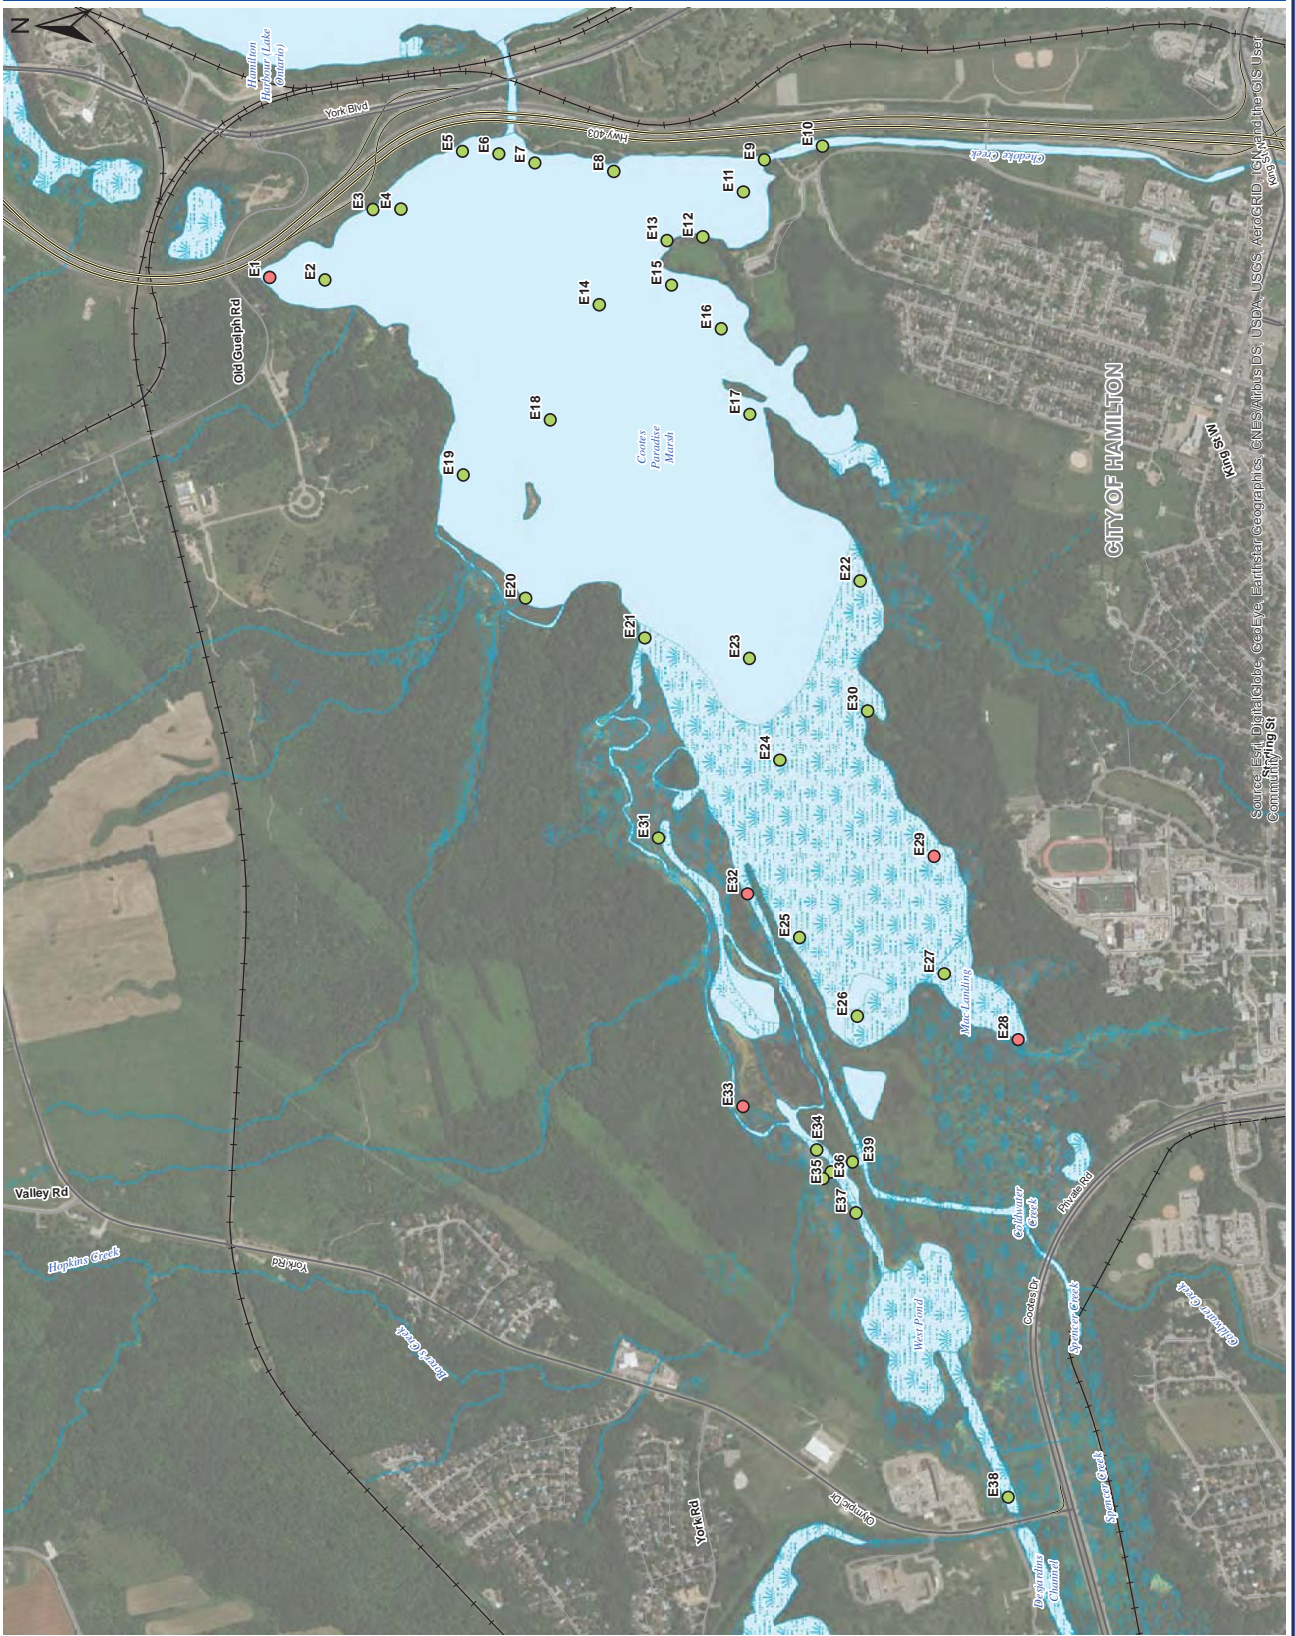 N
Hamilton
Harbour (Lake
Ontario)
York Blvd
Hwy 403
Chedoke Creek
Old Guelph Rd
E1
E2
E3
E4
E5
E6
E7
E8
E9
E10
E11
E12
E13
E14
E15
E16
E17
E18
E19
E20
E21
E22
E23
E24
E25
E26
E27
E28
E29
E30
E31
E32
E33
E34
E35
E36
E37
E38
E39
Cootes
Paradise
Marsh
CITY OF HAMILTON
King St W
King St W
Sterling St
Mac Landing
Valley Rd
Hopkins Creek
York Rd
Borer's Creek
West Pond
Coldwater
Creek
Private Rd
Cootes Dr
Spencer Creek
Coldwater Creek
Spencer Creek
York Rd
Olympic Dr
Desjardins
Channel
Source: Esri, DigitalGlobe, GeoEye, Earthstar Geographics, CNES/Airbus DS, USDA, USGS, AeroGRID, IGN, and the GIS User
Community